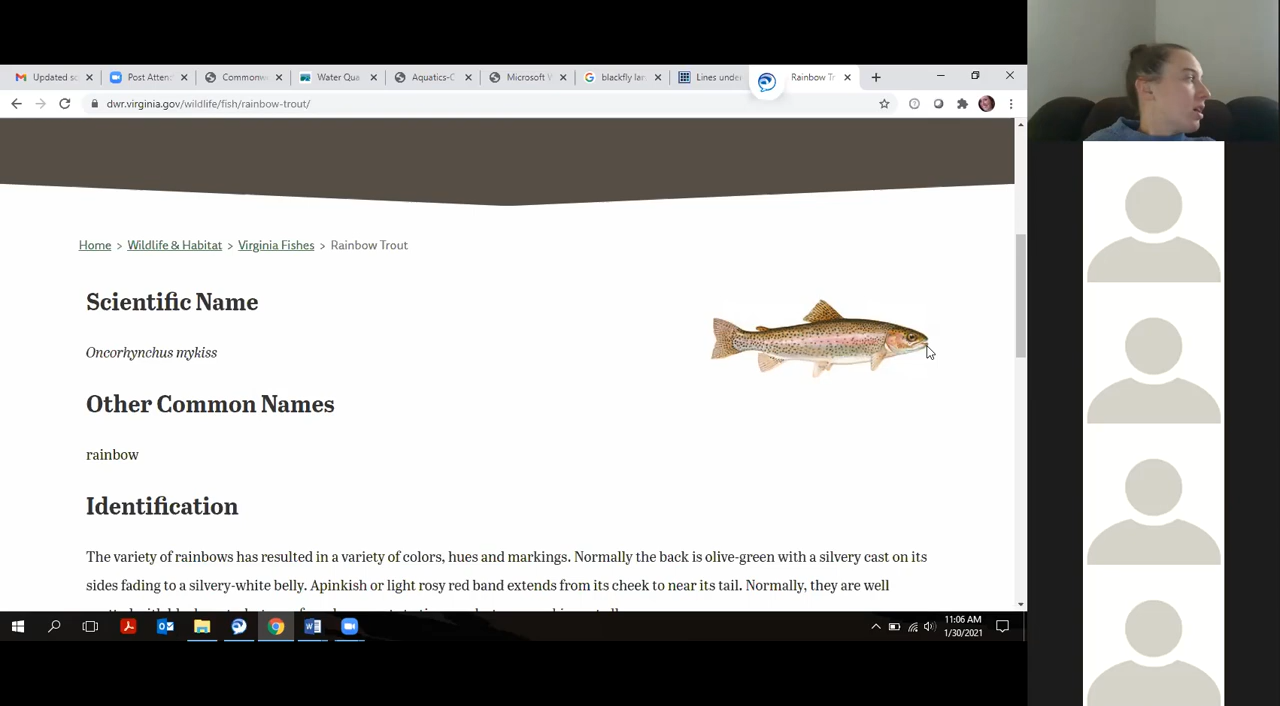 Updated sc
Post Atten
Commonw
Water Qua
Aquatics-C
Microsoft V
blackfly lar
Lines under
Rainbow Tr
dwr.virginia.gov/wildlife/fish/rainbow-trout/
Home > Wildlife & Habitat > Virginia Fishes > Rainbow Trout
Scientific Name
Oncorhynchus mykiss
Other Common Names
rainbow
Identification
The variety of rainbows has resulted in a variety of colors, hues and markings. Normally the back is olive-green with a silvery cast on its
sides fading to a silvery-white belly. Apinkish or light rosy red band extends from its cheek to near its tail. Normally, they are well
11:06 AM
1/30/2021